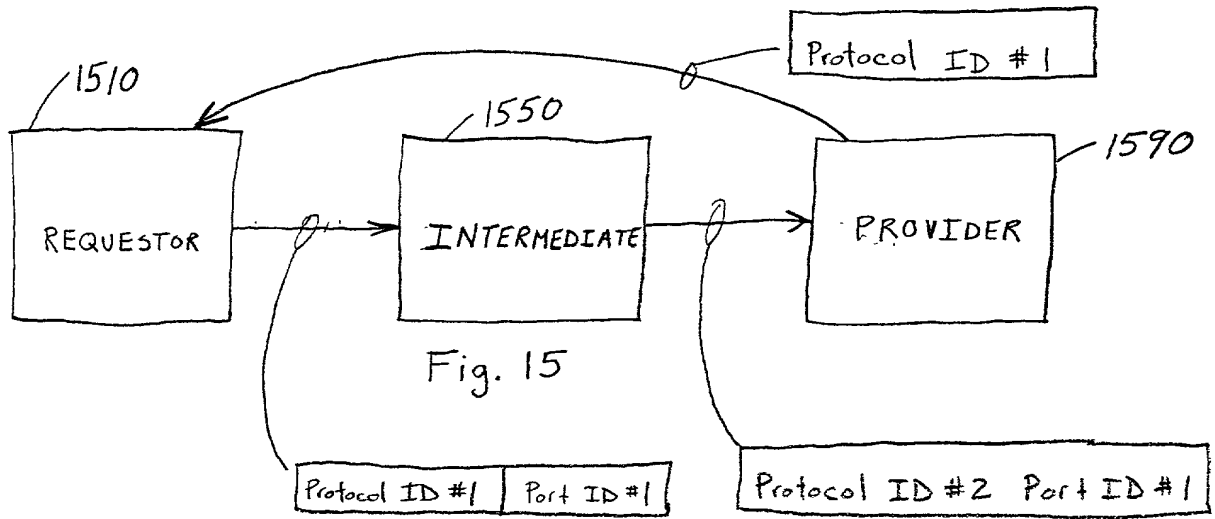 Protocol ID #1
1510
1550
1590
REQUESTOR
INTERMEDIATE
PROVIDER
Fig. 15
Protocol ID #1 Port ID #1
Protocol ID #2 Port ID #1